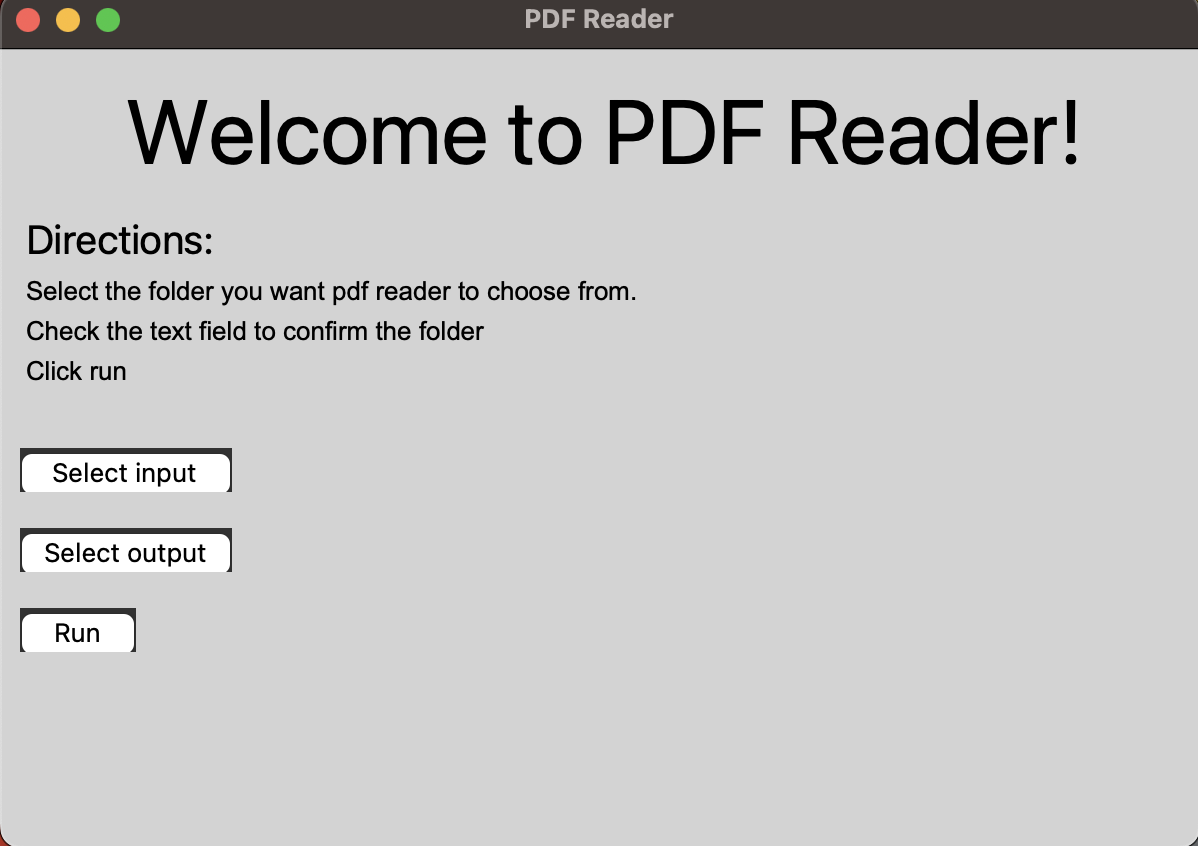 PDF Reader
Welcome to PDF Reader!
Directions:
Select the folder you want pdf reader to choose from.
Check the text field to confirm the folder
Click run
Select input
Select output
Run